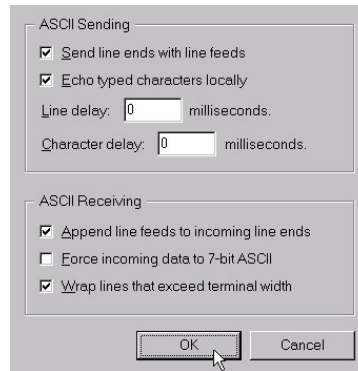 ASCII Sending
Send line ends with line feeds
Echo typed characters locally
Line delay: 0 milliseconds.
Character delay: 0 milliseconds.
ASCII Receiving
Append line feeds to incoming line ends
Force incoming data to 7-bit ASCII
Wrap lines that exceed terminal width
OK Cancel